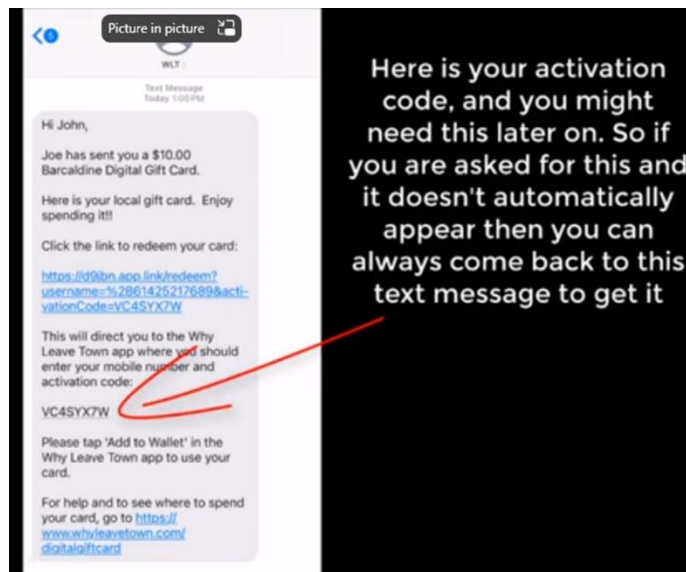 Picture in picture
5
WLT >
Text Message
Today 1:00 PM
Hi John,
Joe has sent you a $10.00
Barcaldine Digital Gift Card.
Here is your local gift card. Enjoy
spending it!!
Click the link to redeem your card:
https://d9jbn.app.link/redeem?
username=%2B61425217689&acti-
vationCode=VC4SYX7W
This will direct you to the Why
Leave Town app where you should
enter your mobile number and
activation code:
VC4SYX7W
Please tap 'Add to Wallet' in the
Why Leave Town app to use your
card.
For help and to see where to spend
your card, go to https://
www.whyleavetown.com/
digitalgiftcard
Here is your activation
code, and you might
need this later on. So if
you are asked for this and
it doesn't automatically
appear then you can
always come back to this
text message to get it